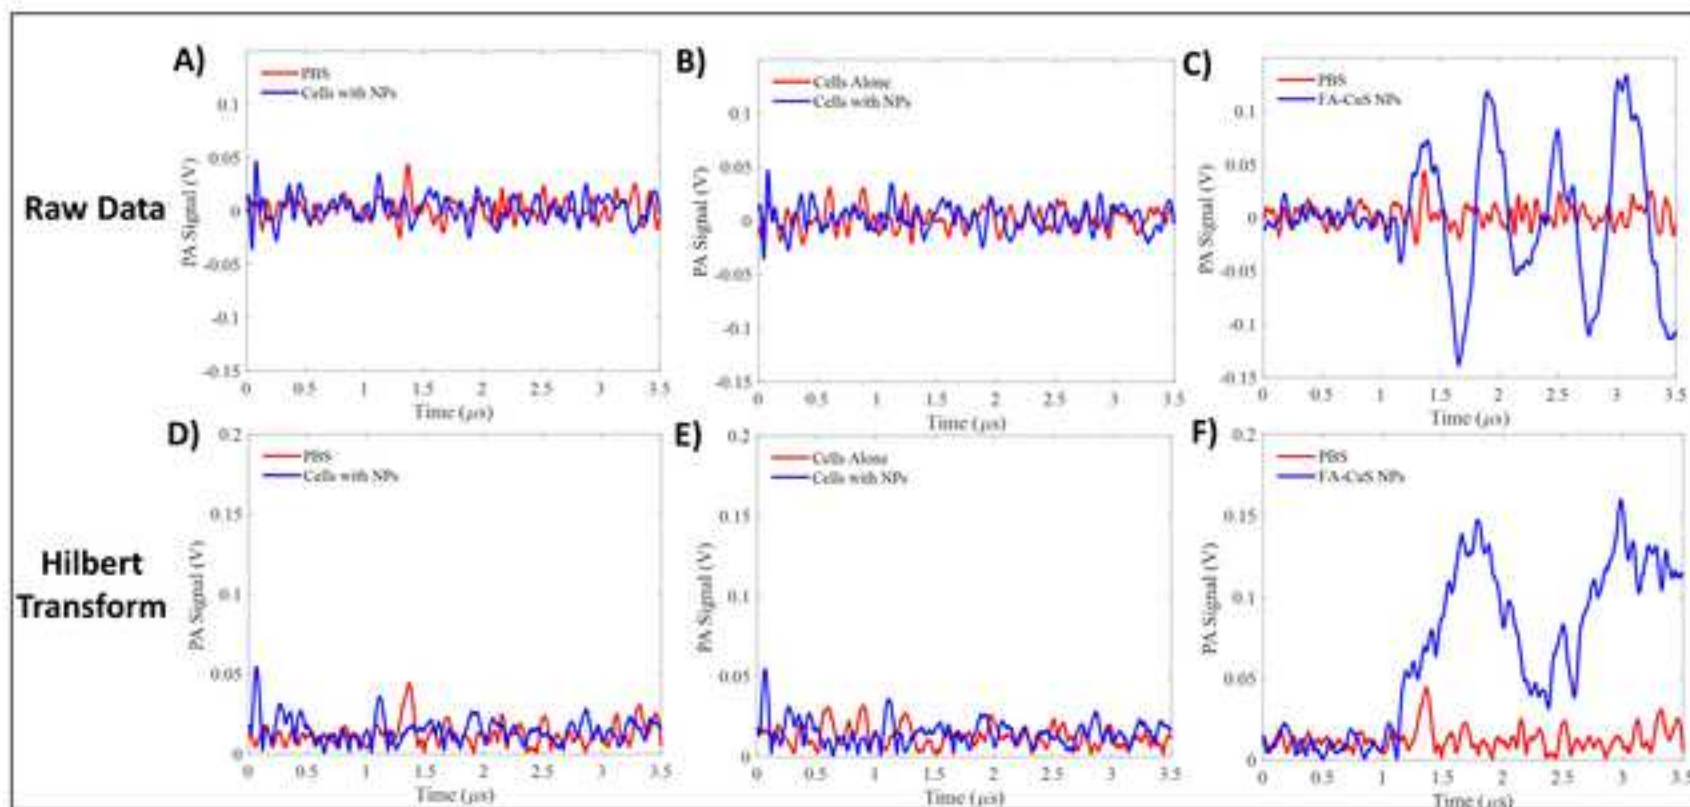 A)
PBS
Cells with NPs
0.1
0.05
0
-0.05
-0.1
-0.15
PA Signal (V)
0 0.5 1 1.5 2 2.5 3 3.5
Time (μs)
B)
Cells Alone
Cells with NPs
0.1
0.05
0
-0.05
-0.1
-0.15
PA Signal (V)
0 0.5 1 1.5 2 2.5 3 3.5
Time (μs)
C)
PBS
FA-CuS NPs
0.1
0.05
0
-0.05
-0.1
-0.15
PA Signal (V)
0 0.5 1 1.5 2 2.5 3 3.5
Time (μs)
Raw Data
D)
PBS
Cells with NPs
0.2
0.15
0.1
0.05
0
PA Signal (V)
0 0.5 1 1.5 2 2.5 3 3.5
Time (μs)
E)
Cells Alone
Cells with NPs
0.2
0.15
0.1
0.05
0
PA Signal (V)
0 0.5 1 1.5 2 2.5 3 3.5
Time (μs)
F)
PBS
FA-CuS NPs
0.2
0.15
0.1
0.05
0
PA Signal (V)
0 0.5 1 1.5 2 2.5 3 3.5
Time (μs)
Hilbert
Transform